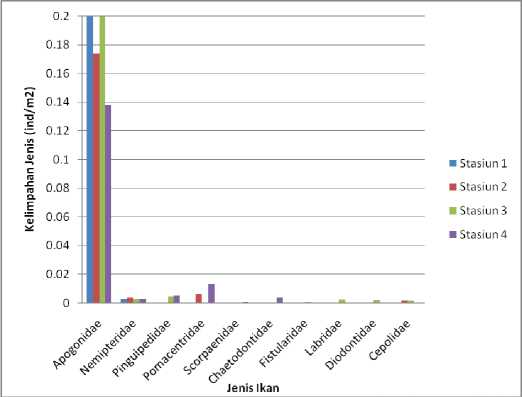 0.2
0.18
0.16
0.14
0.12
0.1
0.08
0.06
0.04
0.02
0
Kelimpahan Jenis (ind/m2)
Apogonidae
Nemipteridae
Pinguipedidae
Pomacentridae
Scorpaenidae
Chaetodontidae
Fistularidae
Labridae
Diodontidae
Cepolidae
Jenis Ikan
Stasiun 1
Stasiun 2
Stasiun 3
Stasiun 4